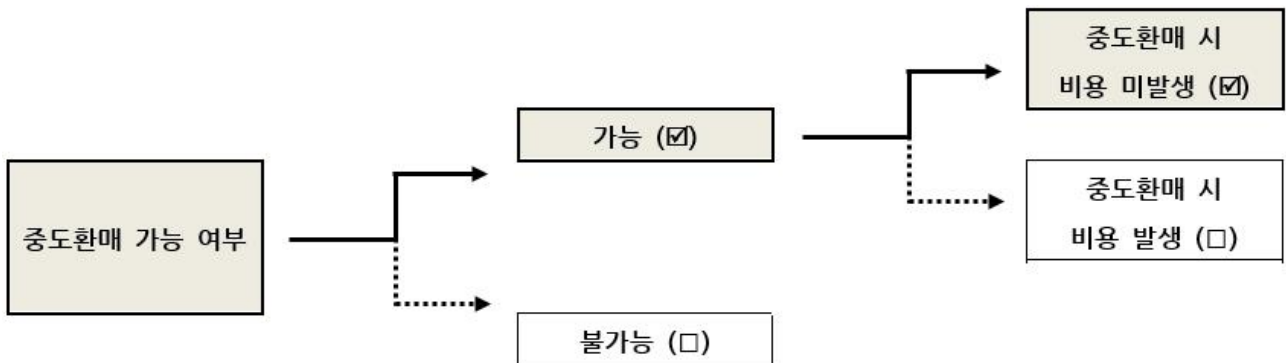 중도환매 가능 여부
가능 (☑)
불가능 (□)
중도환매 시
비용 미발생 (☑)
중도환매 시
비용 발생 (□)